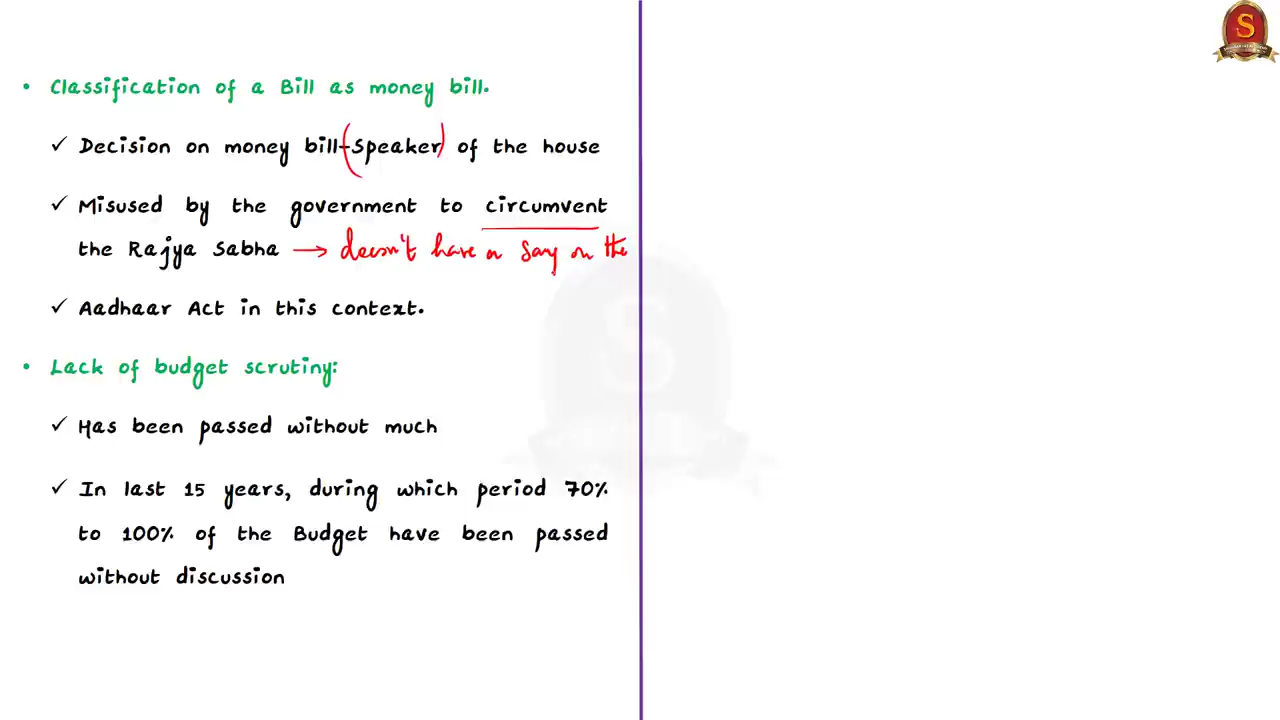 • Classification of a Bill as money bill.
✓ Decision on money bill-(Speaker) of the house
✓ Misused by the government to circumvent
the Rajya Sabha → doesn't have a say on the
✓ Aadhaar Act in this context.
• Lack of budget scrutiny:
✓ Has been passed without much
✓ In last 15 years, during which period 70%
to 100% of the Budget have been passed
without discussion
S
S